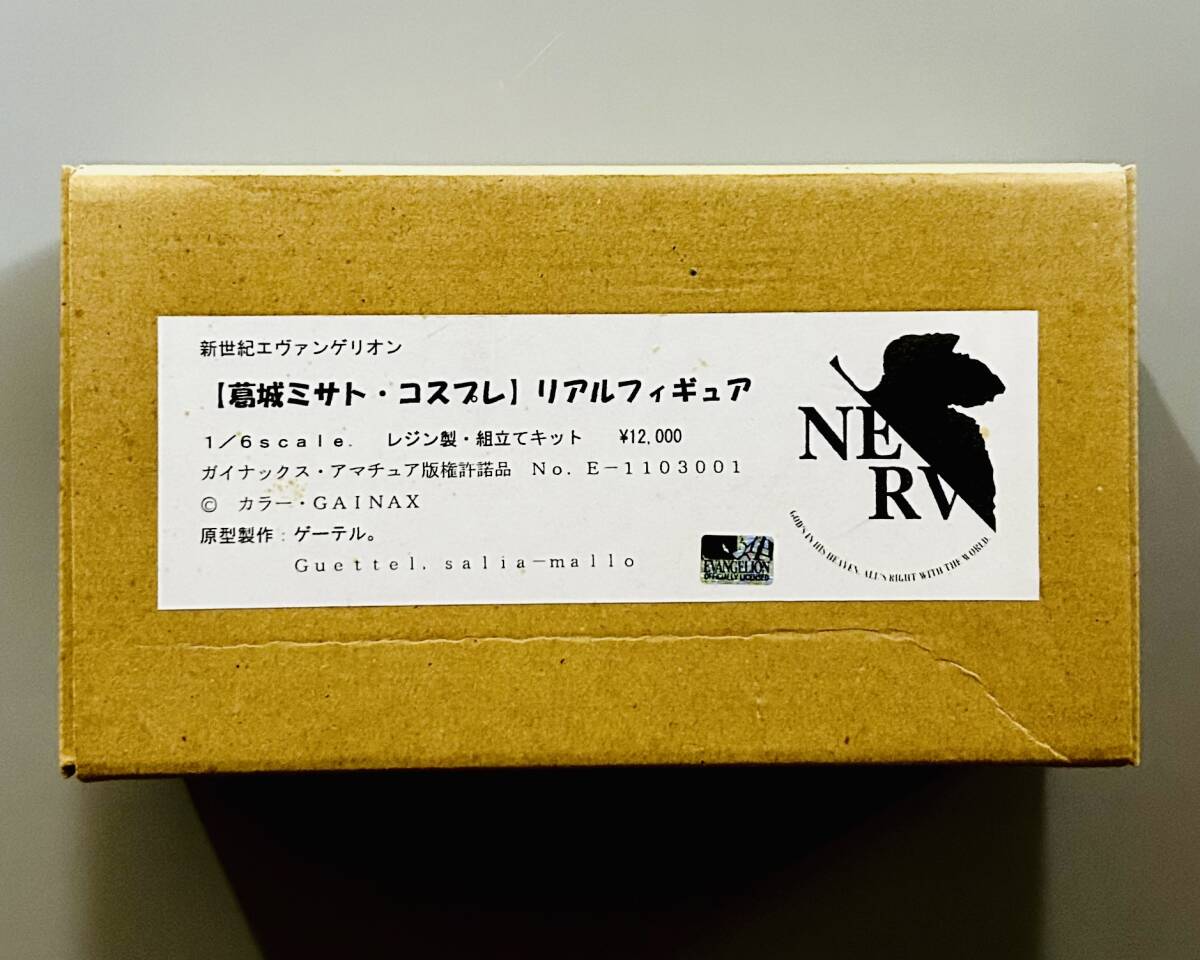 新世紀エヴァンゲリオン
【葛城ミサト・コスプレ】リアルフィギュア
1/6scale. レジン製・組立てキット ¥12,000
ガイナックス・アマチュア版権許諾品 No. E-1103001
© カラー・GAINAX
原型製作:ゲーテル。
Guettel. salia-mallo
NERV
GOD'S IN HIS HEAVEN. ALL'S RIGHT WITH THE WORLD.
EVANGELION
OFFICIALLY LICENSED